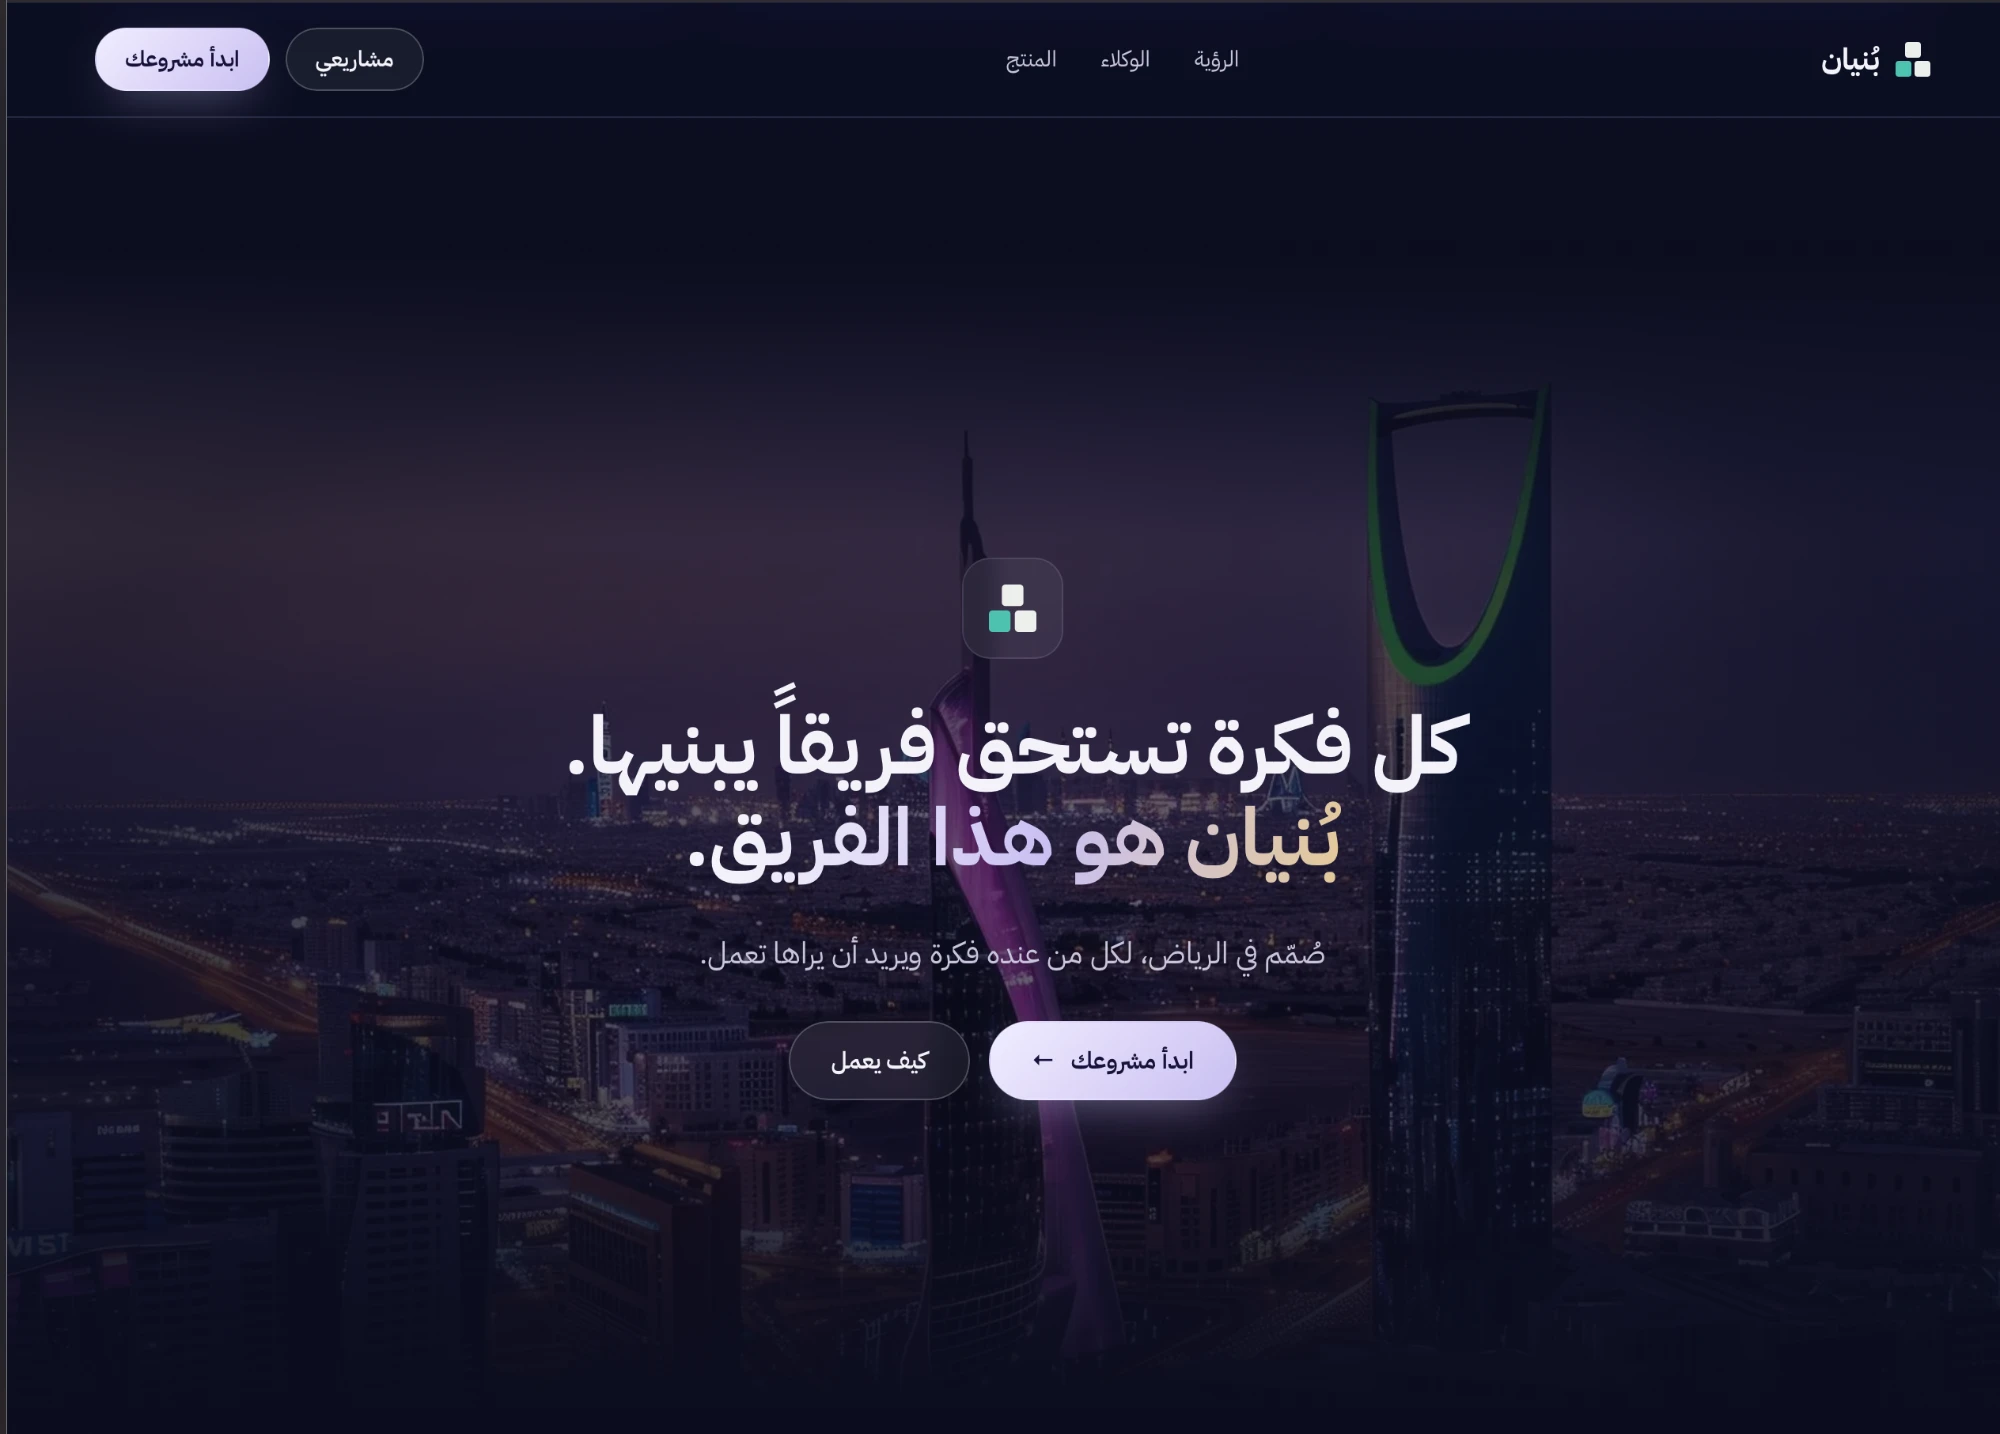 بُنيان
الرؤية
الوكلاء
المنتج
مشاريعي
ابدأ مشروعك
كل فكرة تستحق فريقاً يبنيها.
بُنيان هو هذا الفريق.
صُمّم في الرياض، لكل من عنده فكرة ويريد أن يراها تعمل.
ابدأ مشروعك ←
كيف يعمل